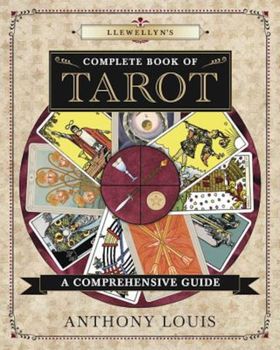 LLEWELLYN'S
COMPLETE BOOK OF
TAROT
A COMPREHENSIVE GUIDE
ANTHONY LOUIS